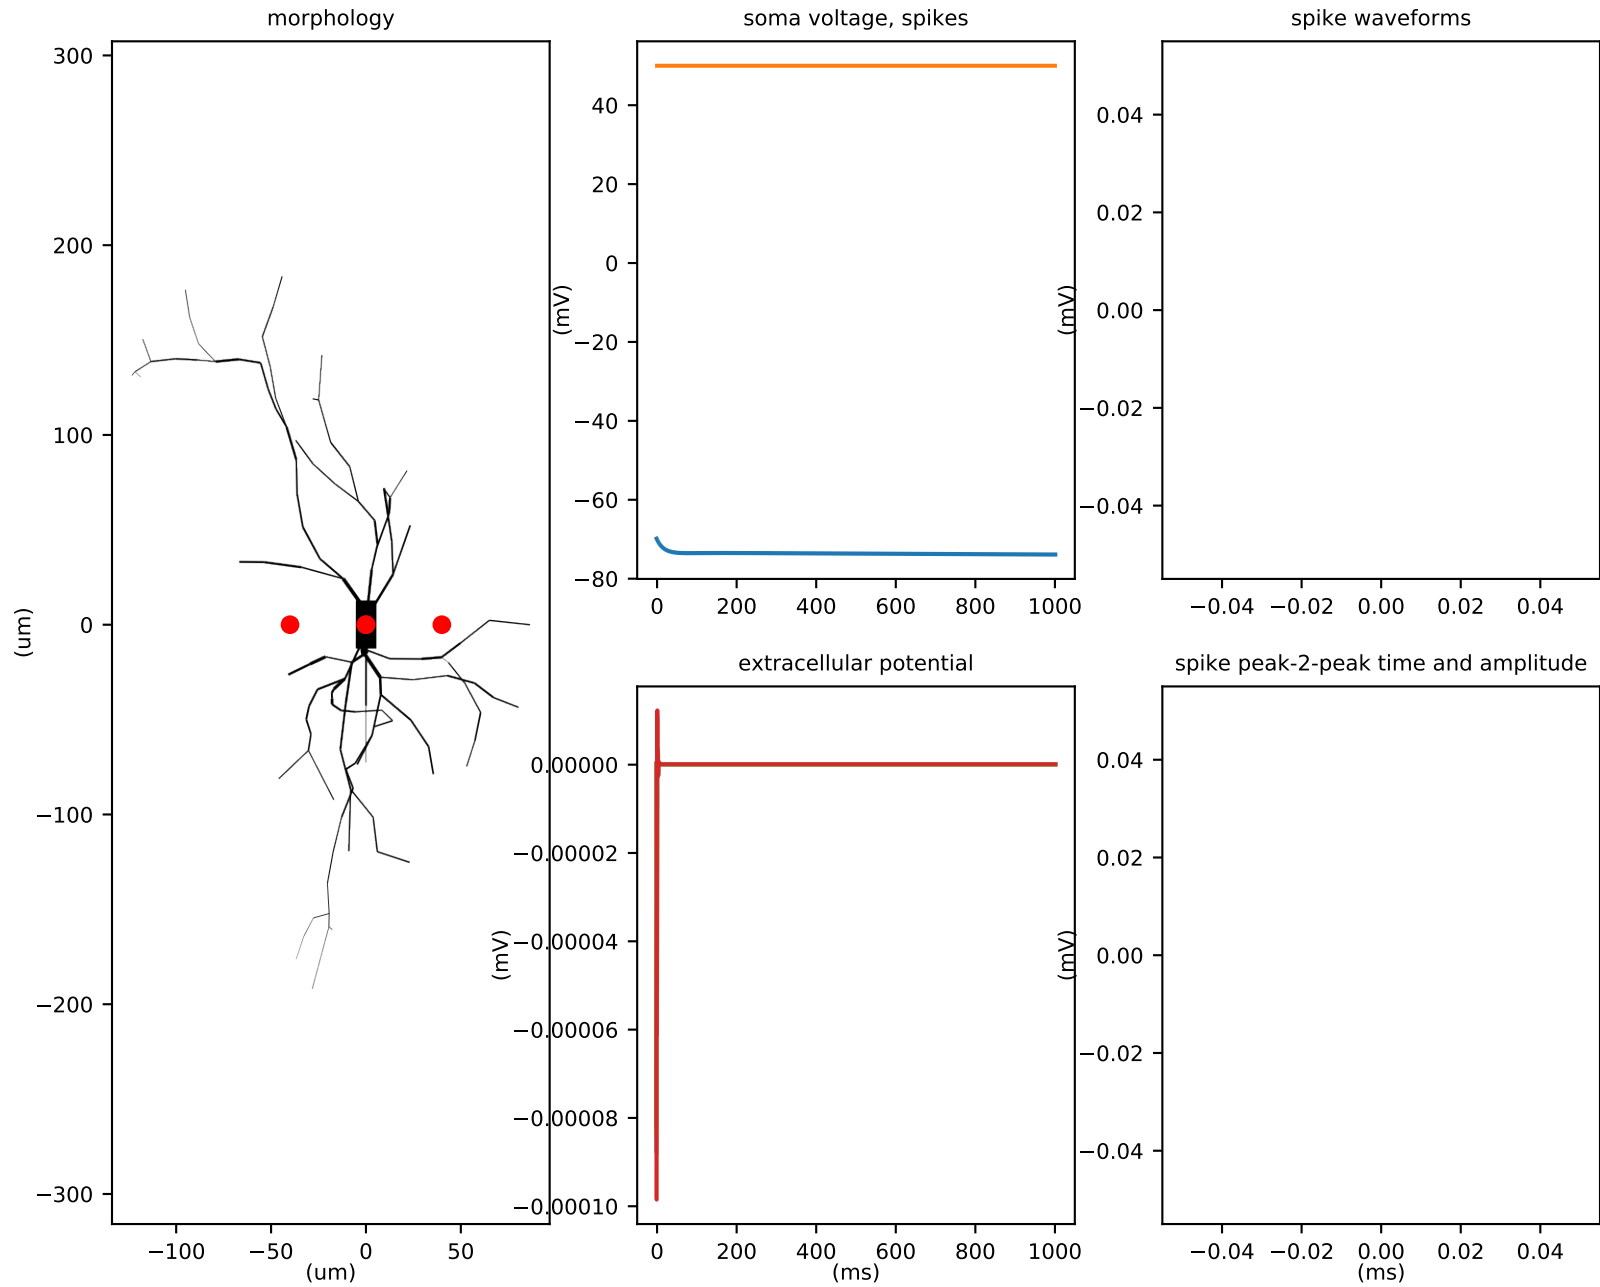 morphology
300
200
100
0
−100
−200
−300
(um)
−100 −50 0 50
(um)
soma voltage, spikes
40
20
0
−20
−40
−60
−80
(mV)
0 200 400 600 800 1000
spike waveforms
0.04
0.02
0.00
−0.02
−0.04
(mV)
−0.04 −0.02 0.00 0.02 0.04
extracellular potential
0.00000
−0.00002
−0.00004
−0.00006
−0.00008
−0.00010
(mV)
0 200 400 600 800 1000
(ms)
spike peak-2-peak time and amplitude
0.04
0.02
0.00
−0.02
−0.04
(mV)
−0.04 −0.02 0.00 0.02 0.04
(ms)